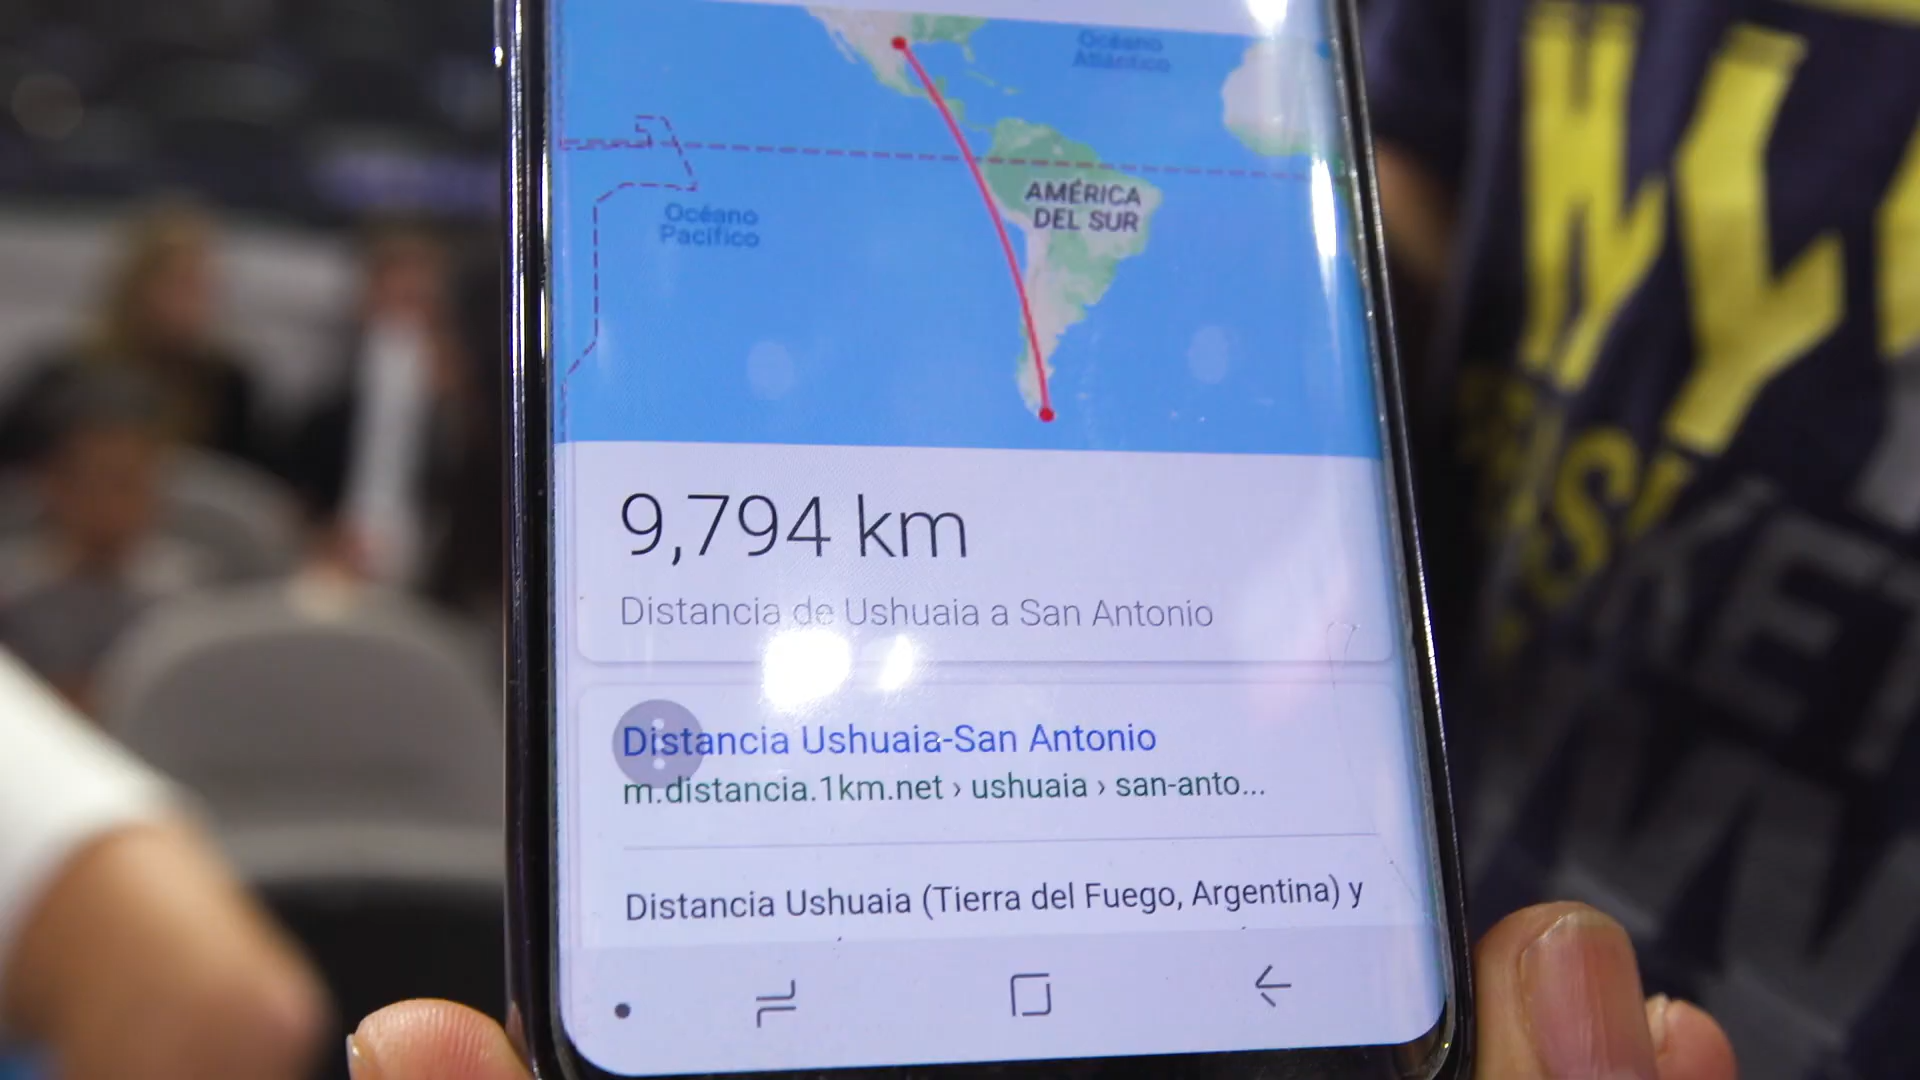 Océano
Atlántico
AMÉRICA
DEL SUR
Océano
Pacífico
9,794 km
Distancia de Ushuaia a San Antonio
Distancia Ushuaia-San Antonio
m.distancia.1km.net › ushuaia › san-anto...
Distancia Ushuaia (Tierra del Fuego, Argentina) y